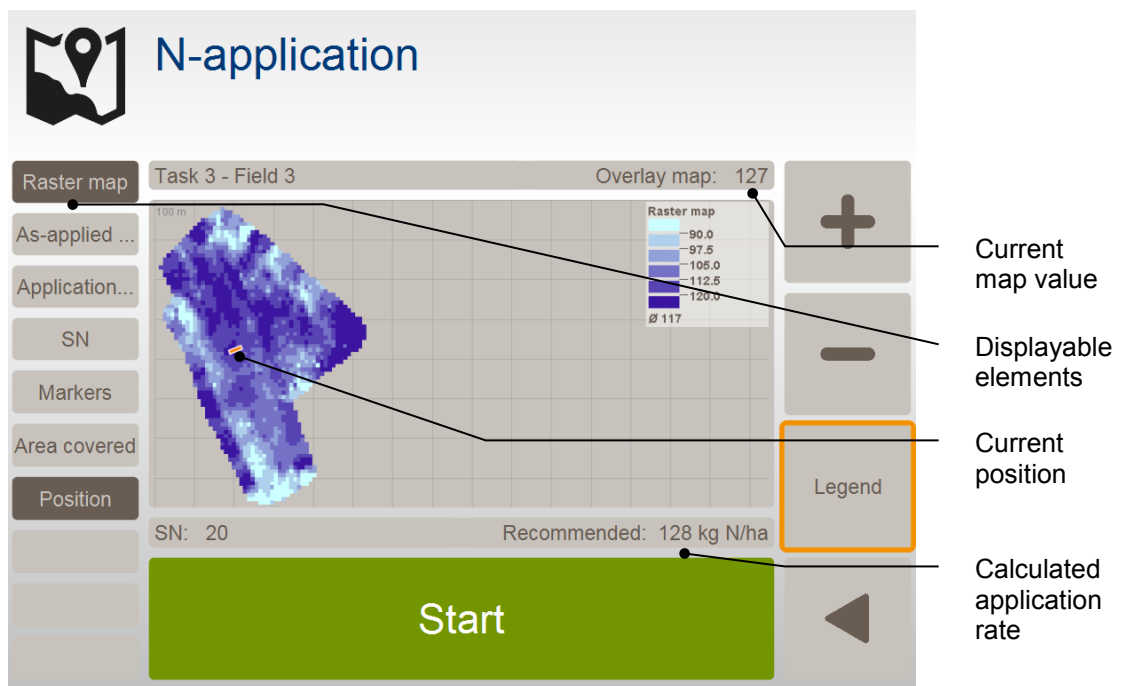 N-application
Raster map
Task 3 - Field 3
Overlay map: 127
As-applied ...
Application...
SN
Markers
Area covered
Position
100 m
Raster map
90.0
97.5
105.0
112.5
120.0
Ø 117
Legend
SN: 20
Recommended: 128 kg N/ha
Start
Current
map value
Displayable
elements
Current
position
Calculated
application
rate